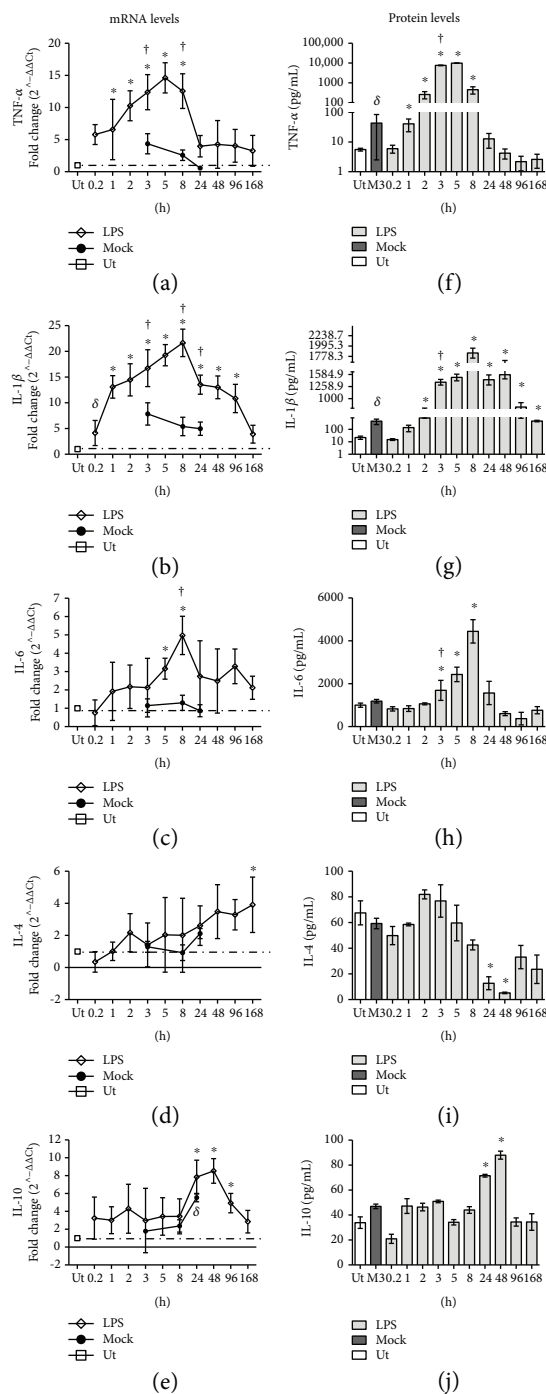 mRNA levels
TNF-α
Fold change (2^−ΔΔCt)
25
20
15
10
5
0
*
*
*
†
*
*
†
*
Ut 0.2 1 2 3 5 8 24 48 96 168
(h)
LPS
Mock
Ut
(a)
Protein levels
TNF-α (pg/mL)
10,000
1000
100
10
1
δ
*
*
†
*
*
*
Ut M3 0.2 1 2 3 5 8 24 48 96 168
(h)
LPS
Mock
Ut
(f)
IL-1β
Fold change (2^−ΔΔCt)
25
20
15
10
5
0
δ
*
*
†
*
*
†
*
†
*
*
*
Ut 0.2 1 2 3 5 8 24 48 96 168
(h)
LPS
Mock
Ut
(b)
IL-1β (pg/mL)
2238.7
1995.3
1778.3
1584.9
1258.9
1000
100
10
1
δ
*
†
*
*
*
*
*
*
*
Ut M3 0.2 1 2 3 5 8 24 48 96 168
(h)
LPS
Mock
Ut
(g)
IL-6
Fold change (2^−ΔΔCt)
7
6
5
4
3
2
1
0
*
†
*
Ut 0.2 1 2 3 5 8 24 48 96 168
(h)
LPS
Mock
Ut
(c)
IL-6 (pg/mL)
6000
4000
2000
0
†
*
*
*
Ut M3 0.2 1 2 3 5 8 24 48 96 168
(h)
LPS
Mock
Ut
(h)
IL-4
Fold change (2^−ΔΔCt)
6
4
2
0
−2
*
Ut 0.2 1 2 3 5 8 24 48 96 168
(h)
LPS
Mock
Ut
(d)
IL-4 (pg/mL)
100
80
60
40
20
0
*
*
Ut M3 0.2 1 2 3 5 8 24 48 96 168
(h)
LPS
Mock
Ut
(i)
IL-10
Fold change (2^−ΔΔCt)
12
10
8
6
4
2
0
−2
*
*
*
δ
Ut 0.2 1 2 3 5 8 24 48 96 168
(h)
LPS
Mock
Ut
(e)
IL-10 (pg/mL)
100
80
60
40
20
0
*
*
Ut M3 0.2 1 2 3 5 8 24 48 96 168
(h)
LPS
Mock
Ut
(j)